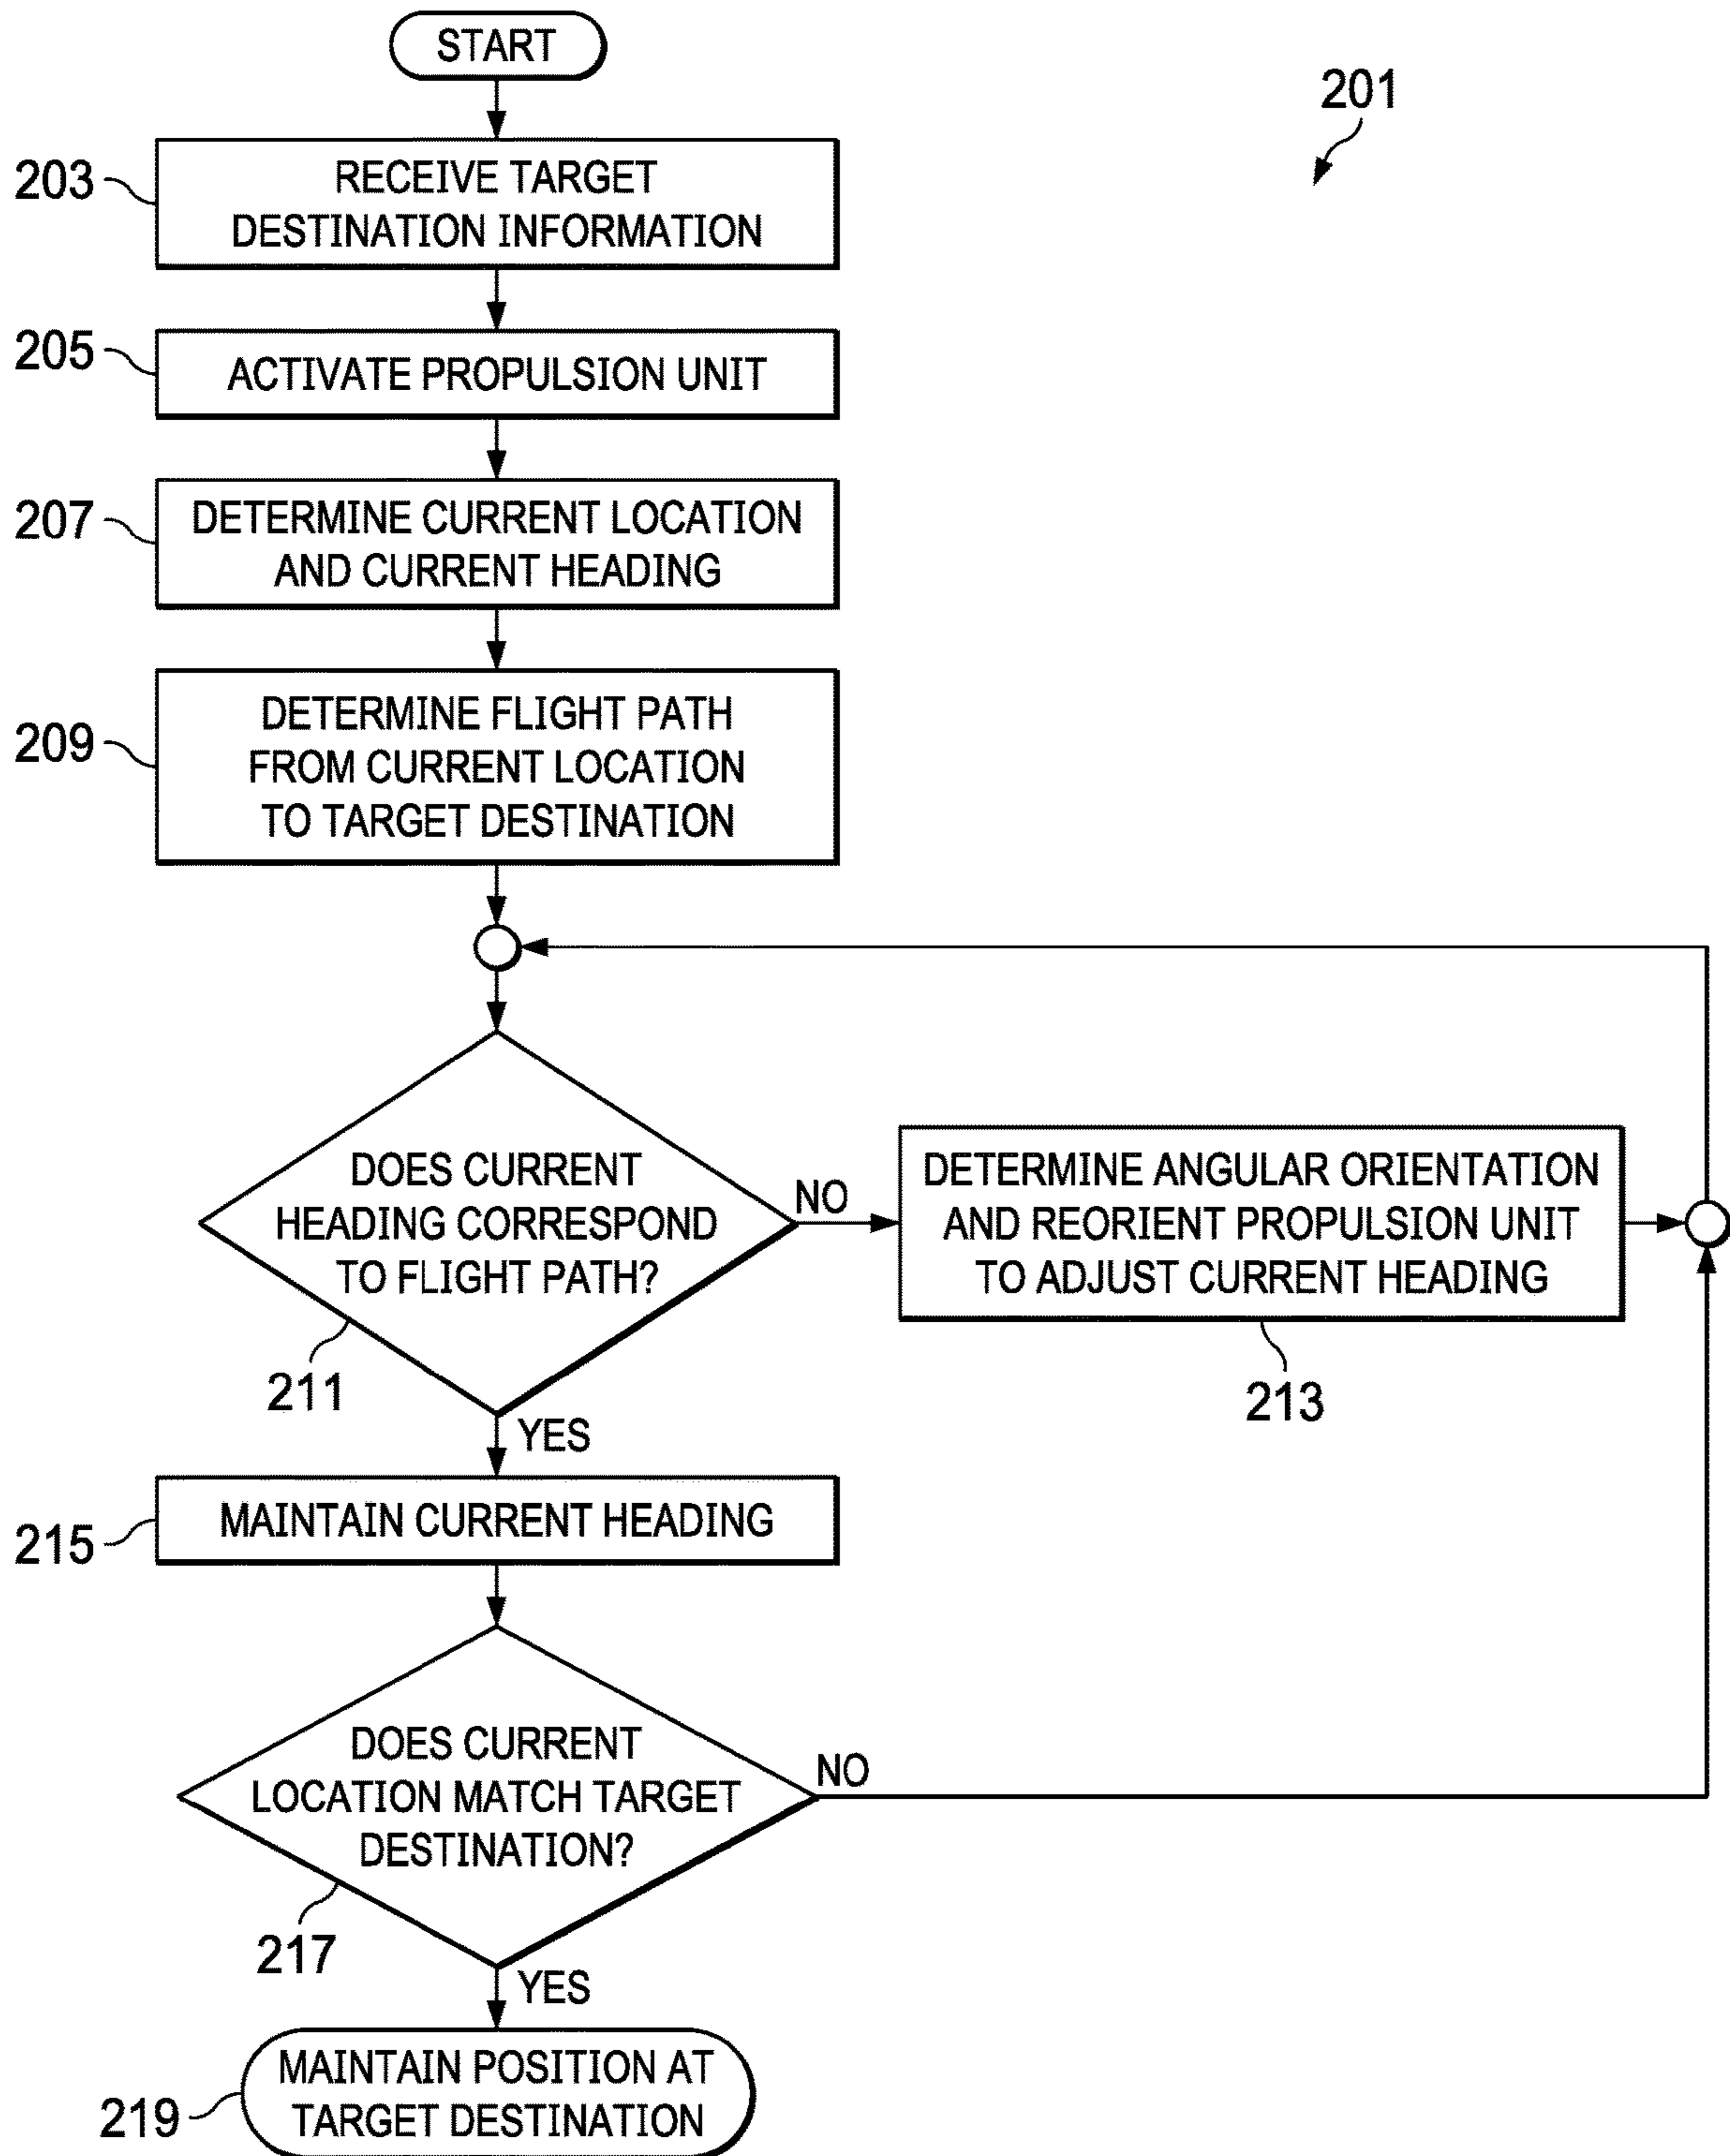 START
201
203
RECEIVE TARGET
DESTINATION INFORMATION
205
ACTIVATE PROPULSION UNIT
207
DETERMINE CURRENT LOCATION
AND CURRENT HEADING
209
DETERMINE FLIGHT PATH
FROM CURRENT LOCATION
TO TARGET DESTINATION
DOES CURRENT
HEADING CORRESPOND
TO FLIGHT PATH?
211
NO
DETERMINE ANGULAR ORIENTATION
AND REORIENT PROPULSION UNIT
TO ADJUST CURRENT HEADING
213
YES
215
MAINTAIN CURRENT HEADING
DOES CURRENT
LOCATION MATCH TARGET
DESTINATION?
217
NO
YES
219
MAINTAIN POSITION AT
TARGET DESTINATION